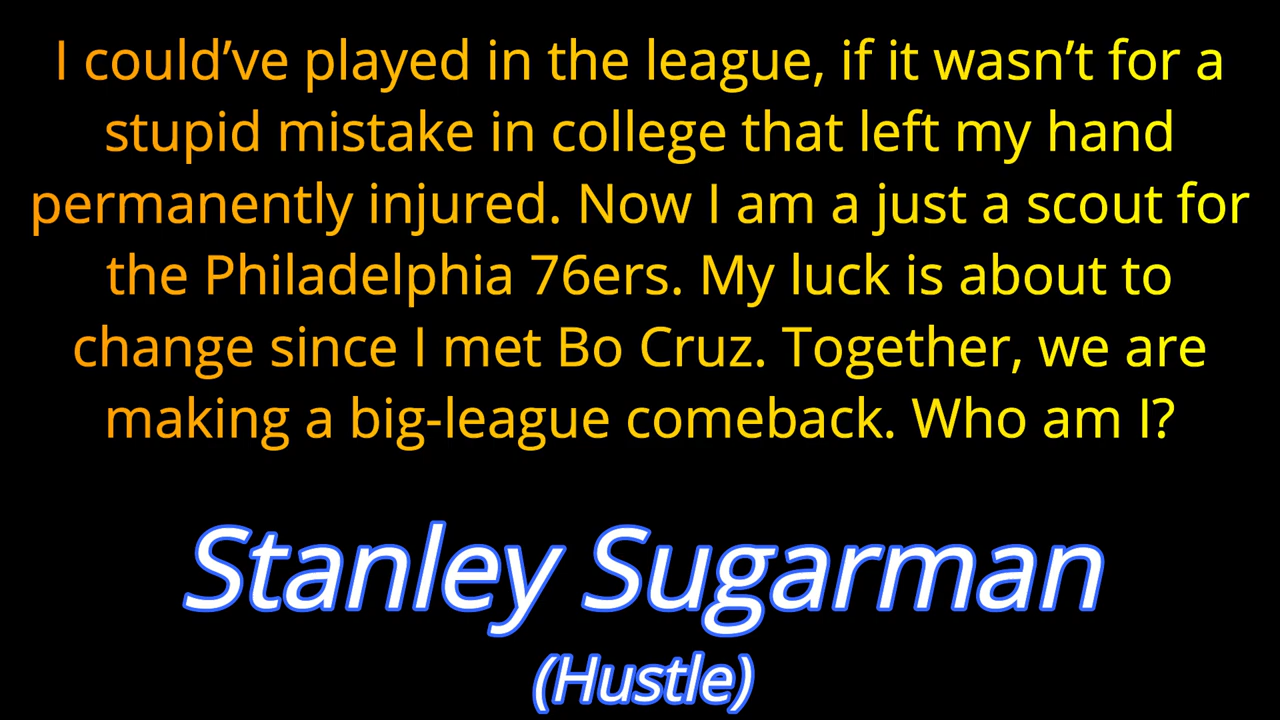 I could’ve played in the league, if it wasn’t for a
stupid mistake in college that left my hand
permanently injured. Now I am a just a scout for
the Philadelphia 76ers. My luck is about to
change since I met Bo Cruz. Together, we are
making a big-league comeback. Who am I?
Stanley Sugarman
(Hustle)